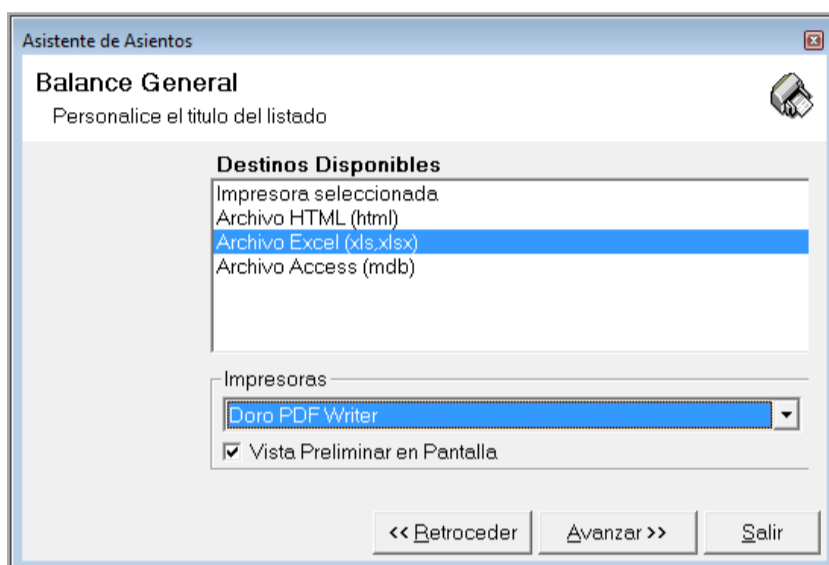 Asistente de Asientos
Balance General
Personalice el titulo del listado
Destinos Disponibles
Impresora seleccionada
Archivo HTML (html)
Archivo Excel (xls,xlsx)
Archivo Access (mdb)
Impresoras
Doro PDF Writer
Vista Preliminar en Pantalla
<< Retroceder
Avanzar >>
Salir